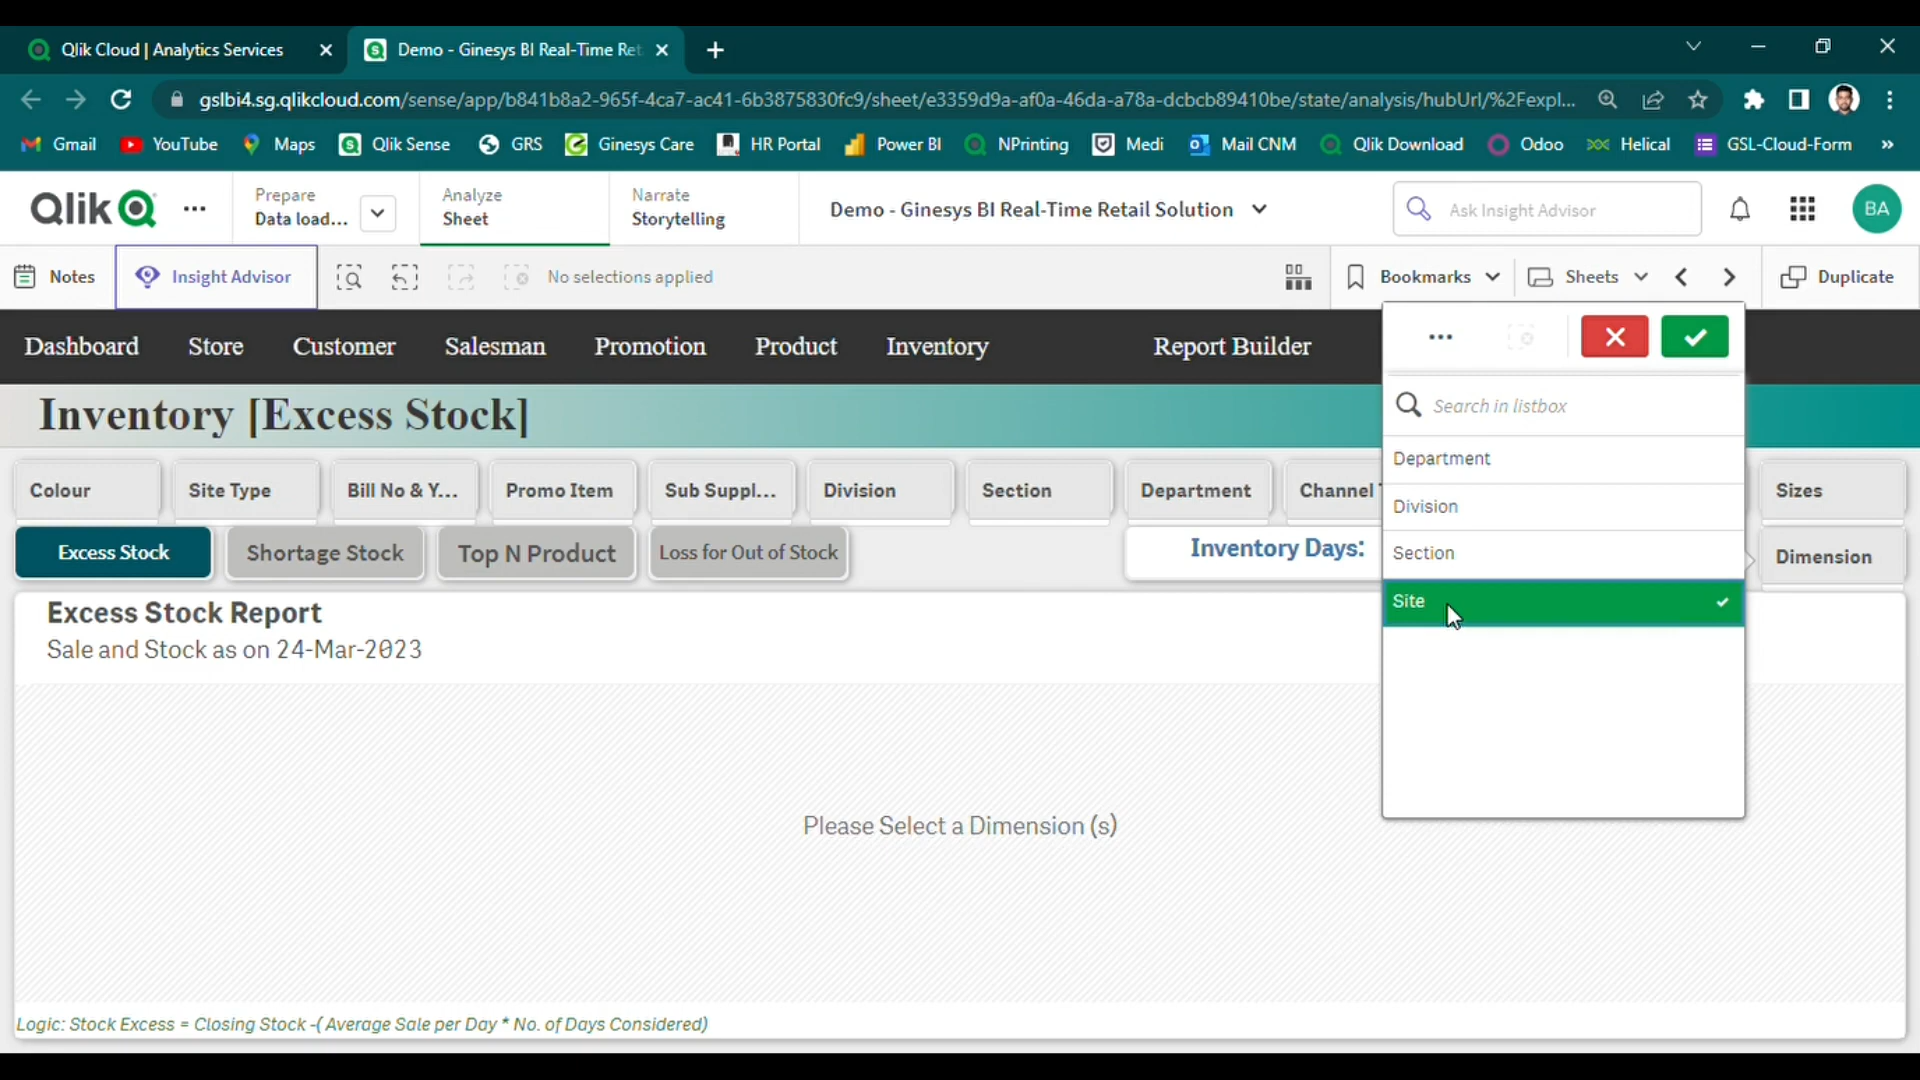 Qlik Cloud | Analytics Services
Demo - Ginesys BI Real-Time Ret
gslbi4.sg.qlikcloud.com/sense/app/b841b8a2-965f-4ca7-ac41-6b3875830fc9/sheet/e3359d9a-af0a-46da-a78a-dcbcb89410be/state/analysis/hubUrl/%2Fexpl...
Gmail YouTube Maps Qlik Sense GRS Ginesys Care HR Portal Power BI NPrinting Medi Mail CNM Qlik Download Odoo Helical GSL-Cloud-Form »
Qlik
Prepare
Data load...
Analyze
Sheet
Narrate
Storytelling
Demo - Ginesys BI Real-Time Retail Solution
Ask Insight Advisor
BA
Notes Insight Advisor No selections applied Bookmarks Sheets Duplicate
Dashboard Store Customer Salesman Promotion Product Inventory Report Builder
Inventory [Excess Stock]
Search in listbox
Department
Division
Section
Site
Colour Site Type Bill No & Y... Promo Item Sub Suppl... Division Section Department Channel Sizes
Excess Stock Shortage Stock Top N Product Loss for Out of Stock Inventory Days: Dimension
Excess Stock Report
Sale and Stock as on 24-Mar-2023
Please Select a Dimension (s)
Logic: Stock Excess = Closing Stock -( Average Sale per Day * No. of Days Considered)